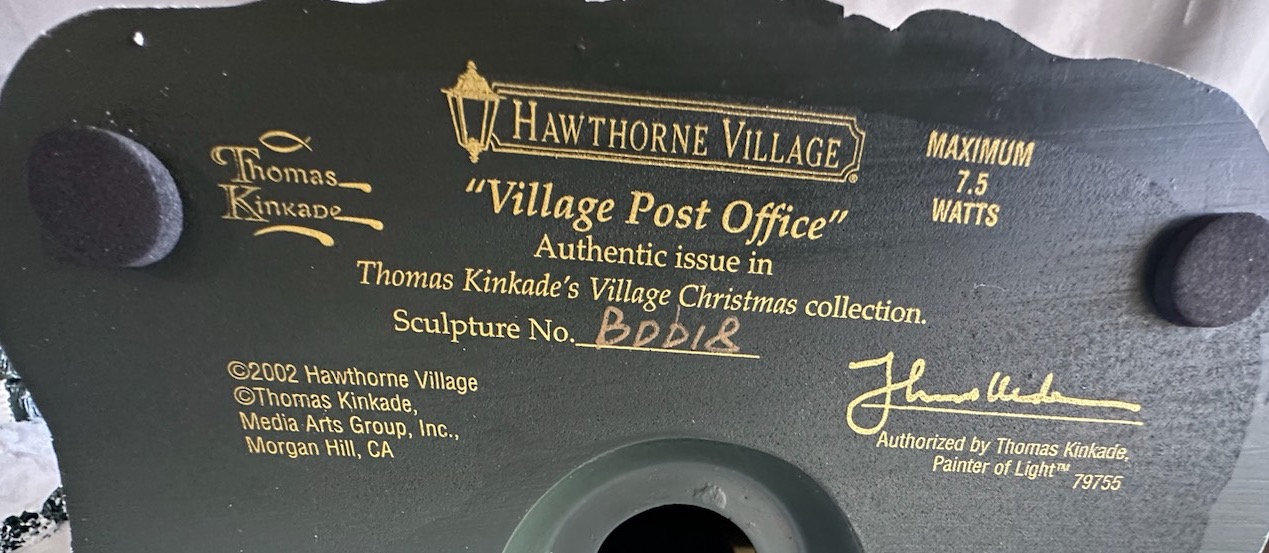 HAWTHORNE VILLAGE®
Thomas
Kinkade
MAXIMUM
7.5
WATTS
"Village Post Office"
Authentic issue in
Thomas Kinkade's Village Christmas collection.
Sculpture No. BDD18
©2002 Hawthorne Village
©Thomas Kinkade,
Media Arts Group, Inc.,
Morgan Hill, CA
Authorized by Thomas Kinkade,
Painter of Light™
79755